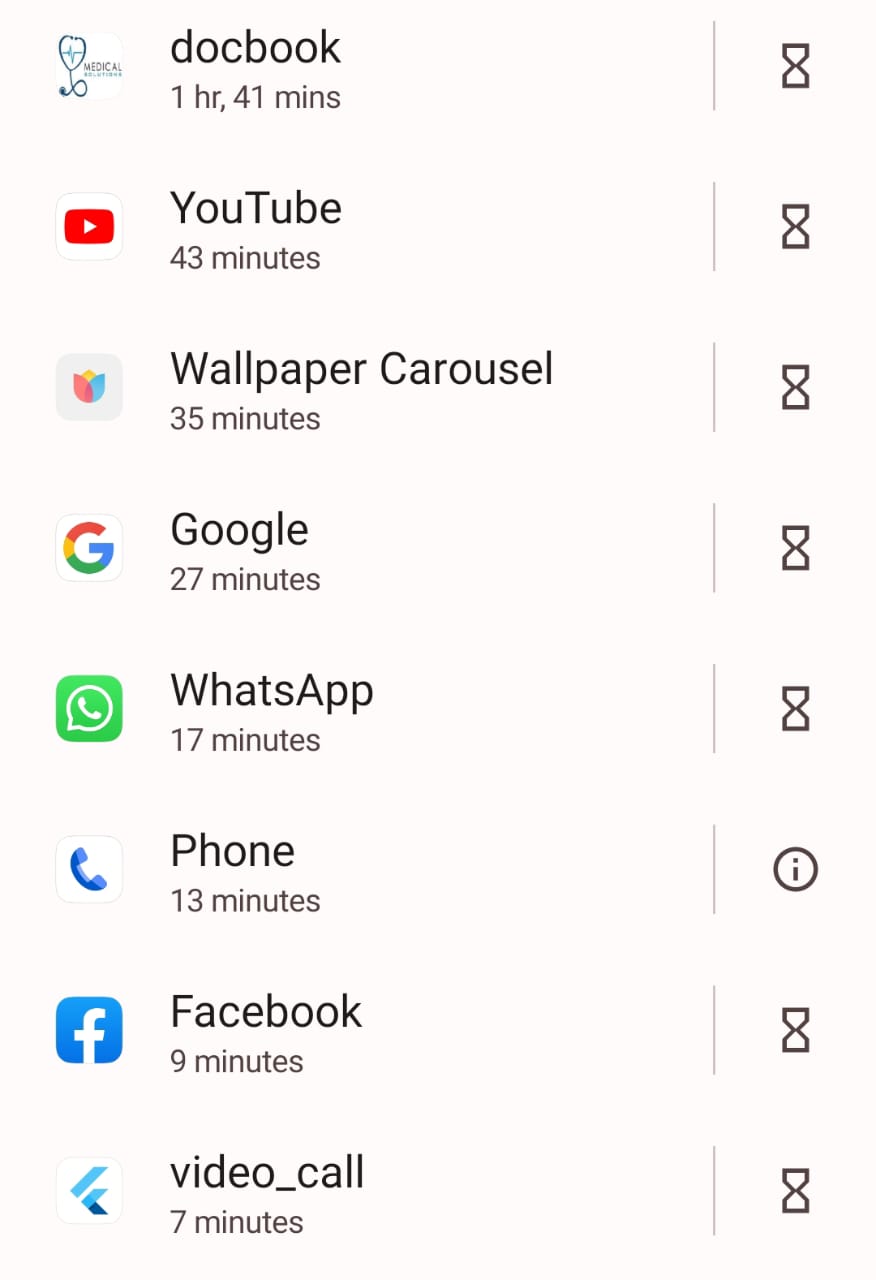 MEDICAL
SOLUTIONS
docbook
1 hr, 41 mins
YouTube
43 minutes
Wallpaper Carousel
35 minutes
Google
27 minutes
WhatsApp
17 minutes
Phone
13 minutes
Facebook
9 minutes
video_call
7 minutes